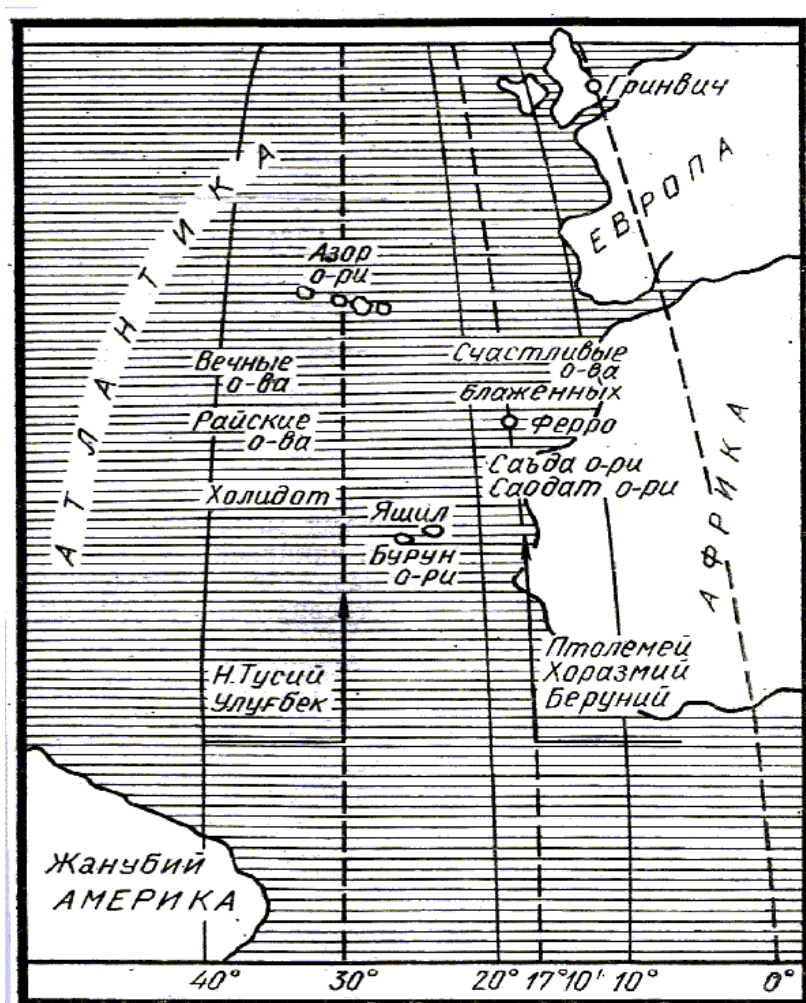 Гринвич
АТЛАНТИКА
ЕВРОПА
Азор
о-ри
Вечные
о-ва
Счастливые
о-ва
Блаженных
Райские
о-ва
Ферро
Саъда о-ри
Саодат о-ри
Холидот
Яшил
Бурун
о-ри
АФРИКА
Н.Тусий
Улуғбек
Птолемей
Хоразмий
Беруний
Жанубий
АМЕРИКА
40° 30° 20° 17°10' 10° 0°